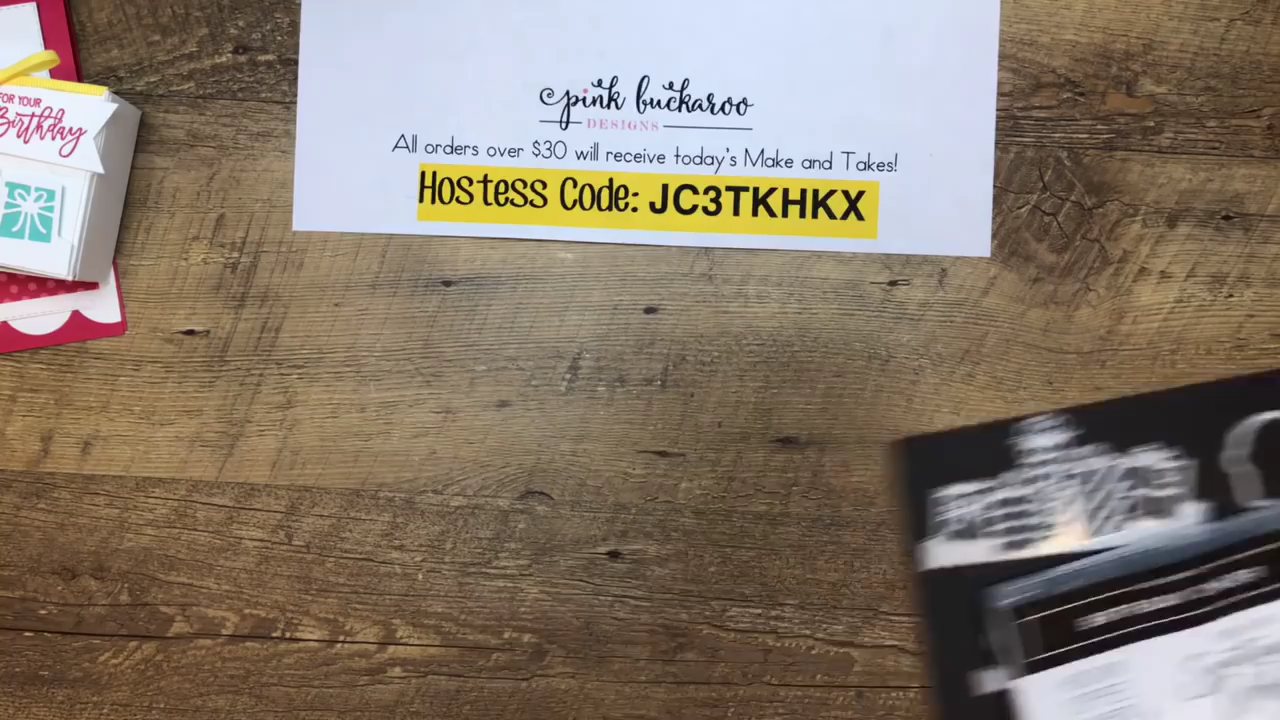 FOR YOUR
Birthday
pink buckaroo
DESIGNS
All orders over $30 will receive today's Make and Takes!
Hostess Code: JC3TKHKX